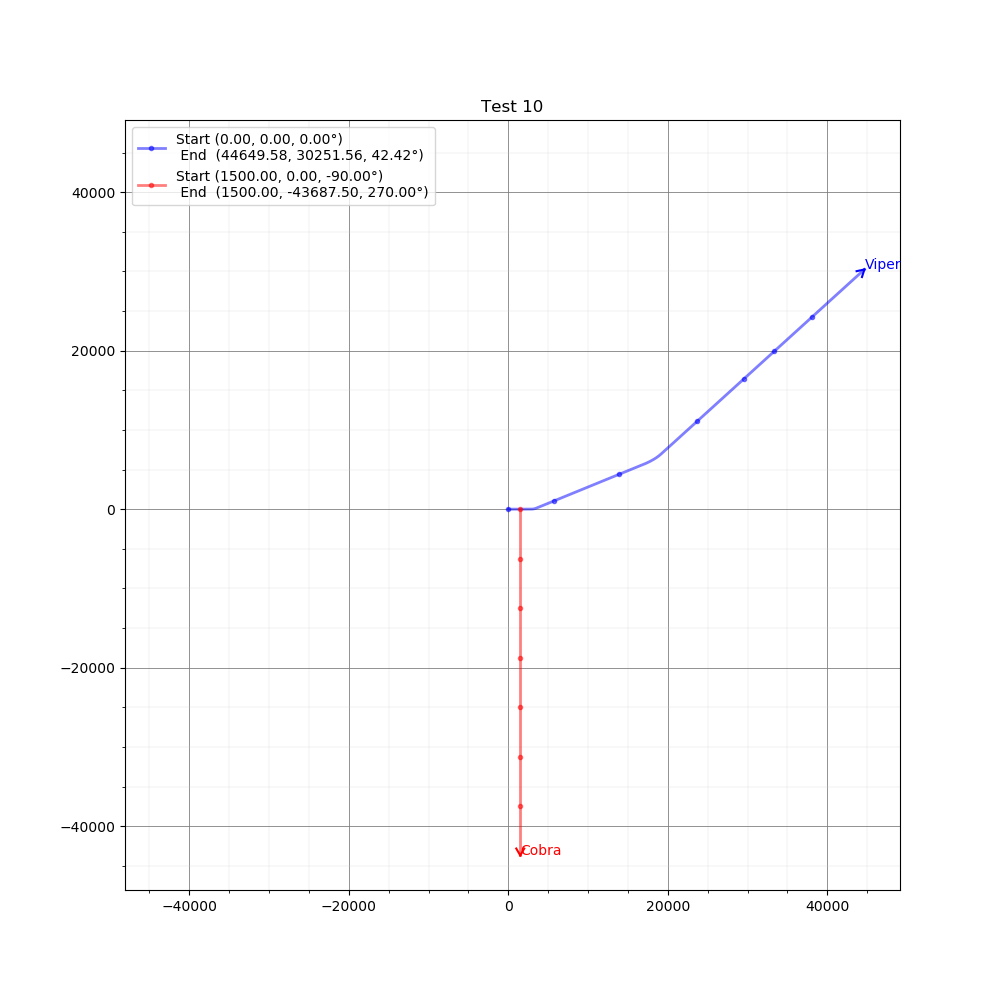 Test 10
Start (0.00, 0.00, 0.00°)
End  (44649.58, 30251.56, 42.42°)
Start (1500.00, 0.00, -90.00°)
End  (1500.00, -43687.50, 270.00°)
40000
20000
0
−20000
−40000
Viper
Cobra
−40000
−20000
0
20000
40000